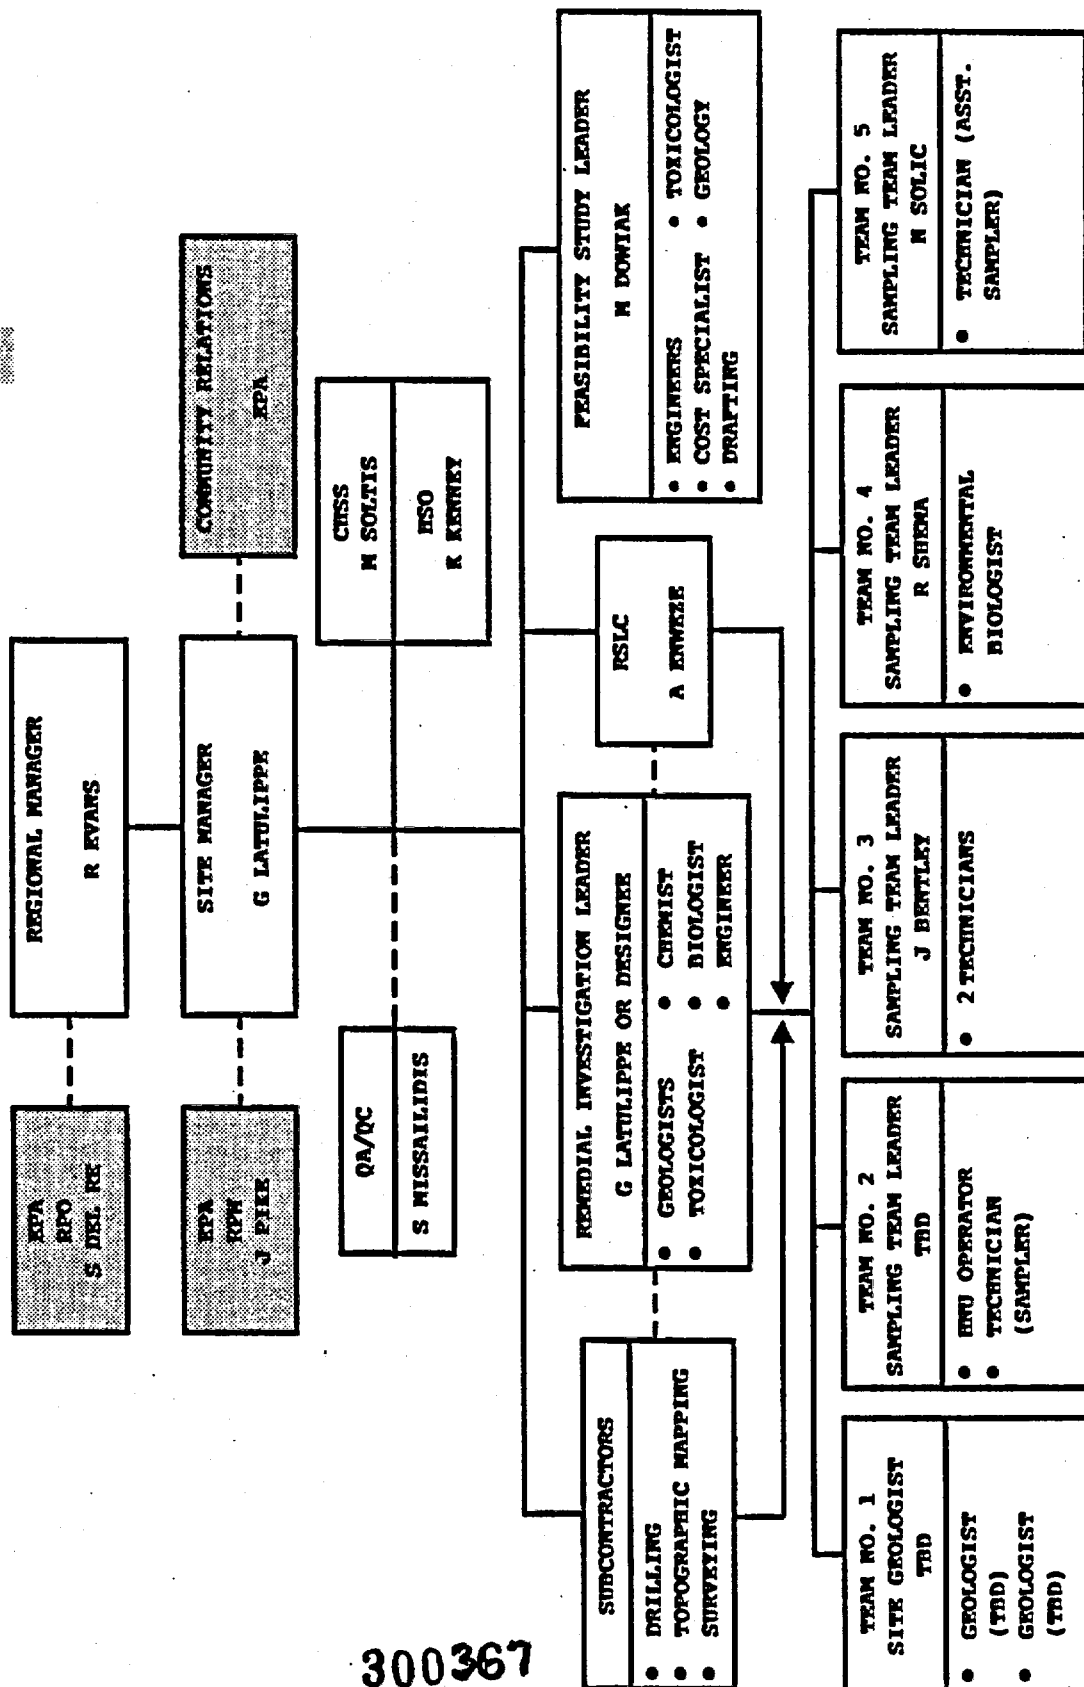 REGIONAL MANAGER
R EVANS
EPA
RPO
S DEL RE
SITE MANAGER
G LATULIPPE
EPA
RPM
J PIKE
COMMUNITY RELATIONS
EPA
QA/QC
S MISSAILIDIS
CHSS
M SOLTIS
HSO
K KENNEY
SUBCONTRACTORS
• DRILLING
• TOPOGRAPHIC MAPPING
• SURVEYING
REMEDIAL INVESTIGATION LEADER
G LATULIPPE OR DESIGNEE
• GEOLOGISTS • CHEMIST
• TOXICOLOGIST • BIOLOGIST
• ENGINEER
RSLC
A ENWEZE
FEASIBILITY STUDY LEADER
M DOWIAK
• ENGINEERS • TOXICOLOGIST
• COST SPECIALIST • GEOLOGY
• DRAFTING
TEAM NO. 1
SITE GEOLOGIST
TBD
• GEOLOGIST
(TBD)
• GEOLOGIST
(TBD)
TEAM NO. 2
SAMPLING TEAM LEADER
TBD
• HNU OPERATOR
• TECHNICIAN
(SAMPLER)
TEAM NO. 3
SAMPLING TEAM LEADER
J BENTLEY
• 2 TECHNICIANS
TEAM NO. 4
SAMPLING TEAM LEADER
R SHEMA
• ENVIRONMENTAL
BIOLOGIST
TEAM NO. 5
SAMPLING TEAM LEADER
M SOLIC
• TECHNICIAN (ASST.
SAMPLER)
300367